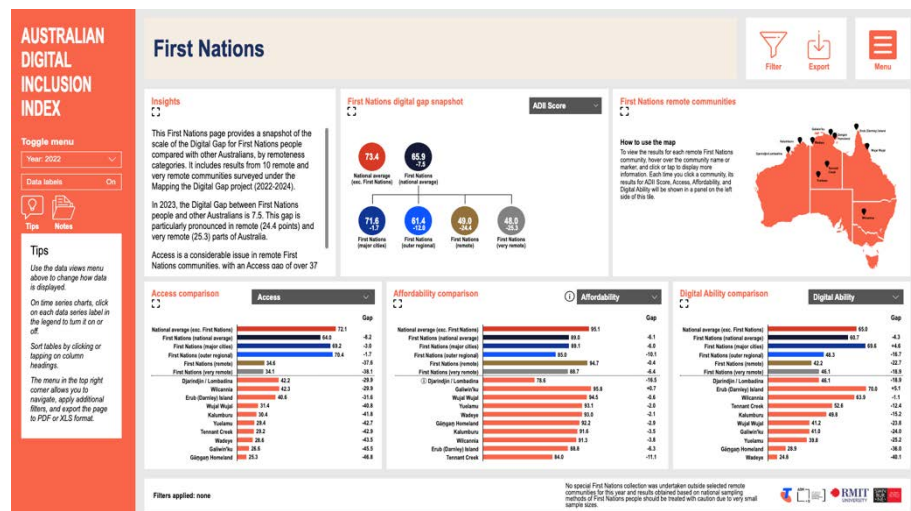 AUSTRALIAN
DIGITAL
INCLUSION
INDEX
Toggle menu
Year: 2022
Data labels On
Tips Notes
Tips
Use the data views menu
above to change how data
is displayed.
On time series charts, click
on each data series label in
the legend to turn it on or
off.
Sort tables by clicking or
tapping on column
headings.
The menu in the top right
corner allows you to
navigate, apply additional
filters, and export the page
to PDF or XLS format.
First Nations
Filter Export Menu
Insights
This First Nations page provides a snapshot of the
scale of the Digital Gap for First Nations people
compared with other Australians, by remoteness
categories. It includes results from 10 remote and
very remote communities surveyed under the
Mapping the Digital Gap project (2022-2024).
In 2023, the Digital Gap between First Nations
people and other Australians is 7.5. This gap is
particularly pronounced in remote (24.4 points) and
very remote (25.3) parts of Australia.
Access is a considerable issue in remote First
Nations communities, with an Access gap of over 37
First Nations digital gap snapshot
ADII Score
73.4
National average
(exc. First Nations)
65.9
-7.5
First Nations
(national average)
71.6
-1.7
First Nations
(major cities)
61.4
-12.0
First Nations
(outer regional)
49.0
-24.4
First Nations
(remote)
48.0
-25.3
First Nations
(very remote)
First Nations remote communities
How to use the map
To view the results for each remote First Nations
community, hover over the community name or
marker, and click or tap to display more
information. Each time you click a community, its
results for ADII Score, Access, Affordability, and
Digital Ability will be shown in a panel on the left
side of this tile.
Access comparison
Access
Gap
National average (exc. First Nations) 72.1
First Nations (national average) 64.0 -8.2
First Nations (major cities) 69.2 -3.0
First Nations (outer regional) 70.4 -1.7
First Nations (remote) 34.6 -37.6
First Nations (very remote) 34.1 -38.1
Djarindjin / Lombadina 42.2 -29.9
Wilcannia 42.3 -29.9
Erub (Darnley) Island 40.6 -31.6
Wujal Wujal 31.4 -40.8
Kalumburu 30.4 -41.8
Yuelamu 29.4 -42.7
Tennant Creek 29.2 -42.9
Wadeye 28.6 -43.5
Galiwin'ku 26.6 -45.5
Gäṉgaṉ Homeland 25.3 -46.8
Affordability comparison
Affordability
Gap
National average (exc. First Nations) 95.1
First Nations (national average) 89.0 -6.1
First Nations (major cities) 89.1 -6.0
First Nations (outer regional) 85.0 -10.1
First Nations (remote) 94.7 -0.4
First Nations (very remote) 88.7 -6.4
Djarindjin / Lombadina 78.6 -16.5
Galiwin'ku 95.8 +0.7
Wujal Wujal 94.5 -0.6
Yuelamu 93.1 -2.0
Wadeye 93.0 -2.1
Gäṉgaṉ Homeland 92.2 -2.9
Kalumburu 91.6 -3.5
Wilcannia 91.3 -3.8
Erub (Darnley) Island 88.8 -6.3
Tennant Creek 84.0 -11.1
Digital Ability comparison
Digital Ability
Gap
National average (exc. First Nations) 65.0
First Nations (national average) 60.7 -4.3
First Nations (major cities) 69.6 +4.6
First Nations (outer regional) 48.3 -16.7
First Nations (remote) 42.2 -22.7
First Nations (very remote) 46.1 -18.9
Djarindjin / Lombadina 46.1 -18.9
Erub (Darnley) Island 70.0 +5.1
Wilcannia 63.9 -1.1
Tennant Creek 52.6 -12.4
Kalumburu 49.8 -15.2
Wujal Wujal 41.2 -23.8
Galiwin'ku 41.0 -24.0
Yuelamu 39.8 -25.2
Gäṉgaṉ Homeland 28.9 -36.0
Wadeye 24.8 -40.1
Filters applied: none
No special First Nations collection was undertaken outside selected remote
communities for this year and results obtained based on national sampling
methods of First Nations people should be treated with caution due to very small
sample sizes.
RMIT
UNIVERSITY